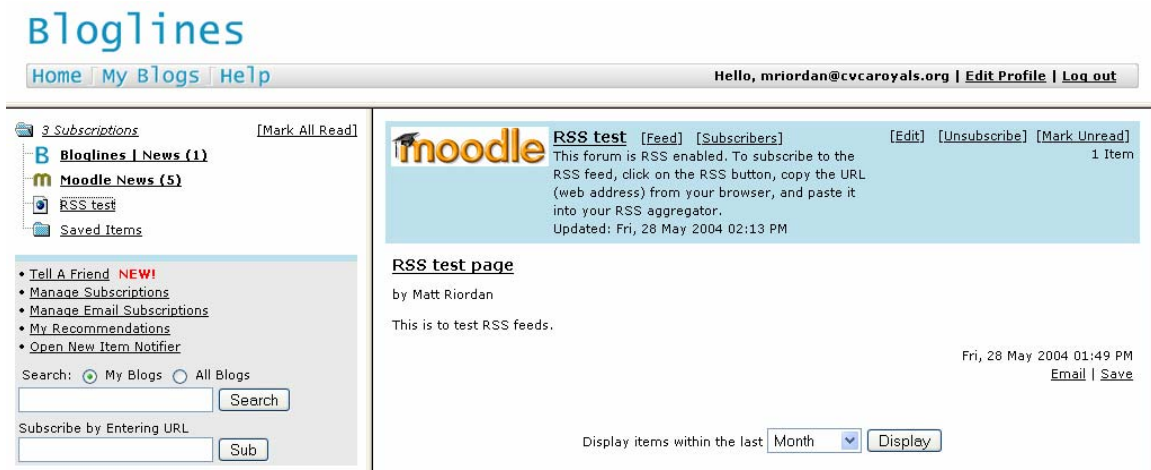 Bloglines
Home My Blogs Help
Hello, mriordan@cvcaroyals.org | Edit Profile | Log out
3 Subscriptions [Mark All Read]
Bloglines | News (1)
Moodle News (5)
RSS test
Saved Items
• Tell A Friend NEW!
• Manage Subscriptions
• Manage Email Subscriptions
• My Recommendations
• Open New Item Notifier
Search: My Blogs All Blogs
Search
Subscribe by Entering URL
Sub
moodle
RSS test [Feed] [Subscribers] [Edit] [Unsubscribe] [Mark Unread]
1 Item
This forum is RSS enabled. To subscribe to the
RSS feed, click on the RSS button, copy the URL
(web address) from your browser, and paste it
into your RSS aggregator.
Updated: Fri, 28 May 2004 02:13 PM
RSS test page
by Matt Riordan
This is to test RSS feeds.
Fri, 28 May 2004 01:49 PM
Email | Save
Display items within the last Month Display